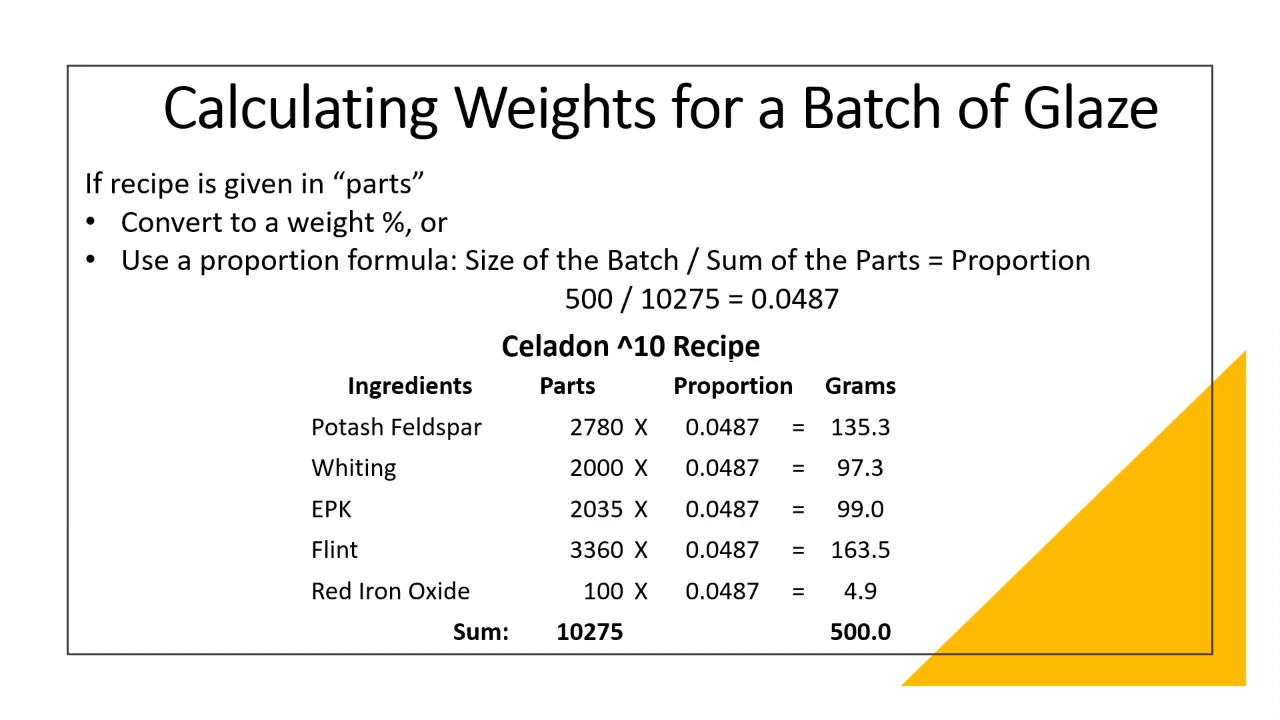 Calculating Weights for a Batch of Glaze
If recipe is given in “parts”
• Convert to a weight %, or
• Use a proportion formula: Size of the Batch / Sum of the Parts = Proportion
500 / 10275 = 0.0487
Celadon ^10 Recipe
Ingredients Parts Proportion Grams
Potash Feldspar 2780 X 0.0487 = 135.3
Whiting 2000 X 0.0487 = 97.3
EPK 2035 X 0.0487 = 99.0
Flint 3360 X 0.0487 = 163.5
Red Iron Oxide 100 X 0.0487 = 4.9
Sum: 10275 500.0